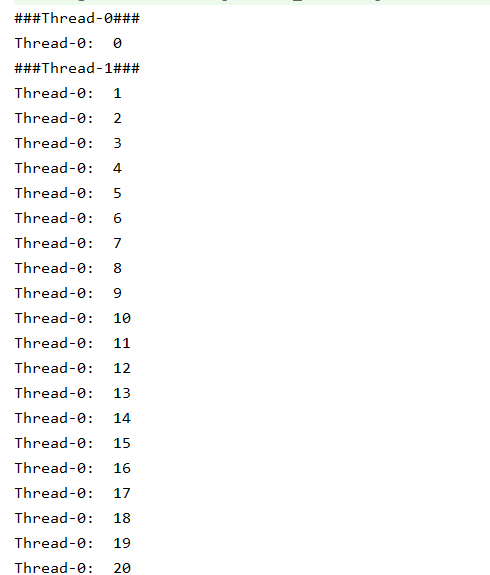 ###Thread-0###
Thread-0:  0
###Thread-1###
Thread-0:  1
Thread-0:  2
Thread-0:  3
Thread-0:  4
Thread-0:  5
Thread-0:  6
Thread-0:  7
Thread-0:  8
Thread-0:  9
Thread-0:  10
Thread-0:  11
Thread-0:  12
Thread-0:  13
Thread-0:  14
Thread-0:  15
Thread-0:  16
Thread-0:  17
Thread-0:  18
Thread-0:  19
Thread-0:  20